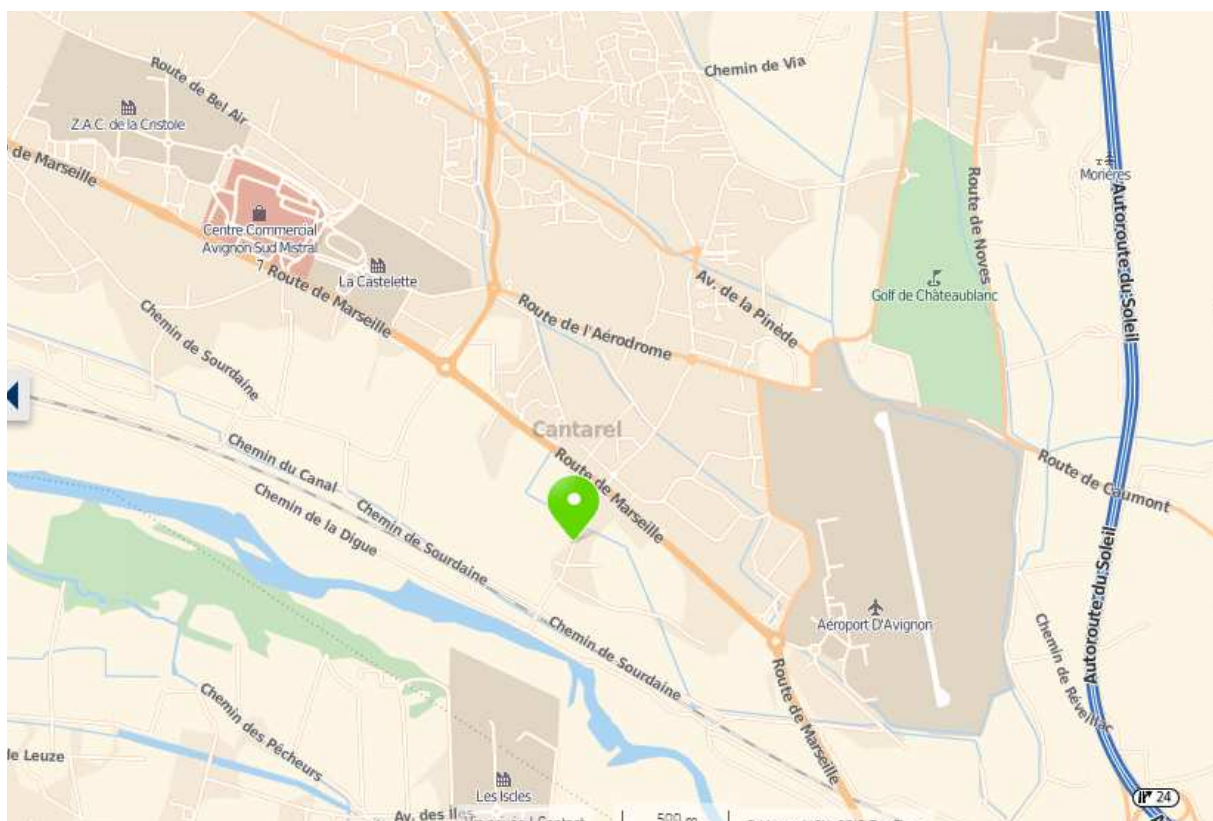 Route de Bel Air
Chemin de Via
Z.A.C. de la Cristole
de Marseille
Morières
Centre Commercial
Avignon Sud Mistral
Route de Noves
Autoroute du Soleil
La Castelette
Route de Marseille
Av. de la Pinède
Golf de Châteaublanc
Route de l'Aérodrome
Chemin de Sourdaine
Cantarel
Chemin du Canal
Route de Marseille
Route de Caumont
Chemin de la Digue
Chemin de Sourdaine
Autoroute du Soleil
Aéroport D'Avignon
Chemin de Sourdaine
Chemin de Réveillac
Route de Marseille
Chemin des Pêcheurs
de Leuze
Les Iscles
24
Av. des Iles
500 m